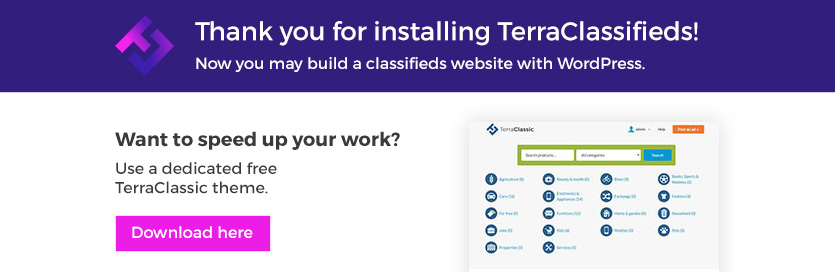 Thank you for installing TerraClassifieds!
Now you may build a classifieds website with WordPress.
Want to speed up your work?
Use a dedicated free
TerraClassic theme.
Download here
TerraClassic
admin
Help
Post an ad
Search products...
All categories
Search
Agriculture (0)
Beauty & health (0)
Bikes (0)
Books, Sports &
Hobbies (0)
Cars (14)
Electronics &
Appliances (14)
Exchange (0)
Fashion (4)
For free (0)
Furniture (12)
Home & garden (0)
Household (0)
Jobs (0)
Kids (4)
Mobiles (0)
Pets (0)
Properties (0)
Services (0)